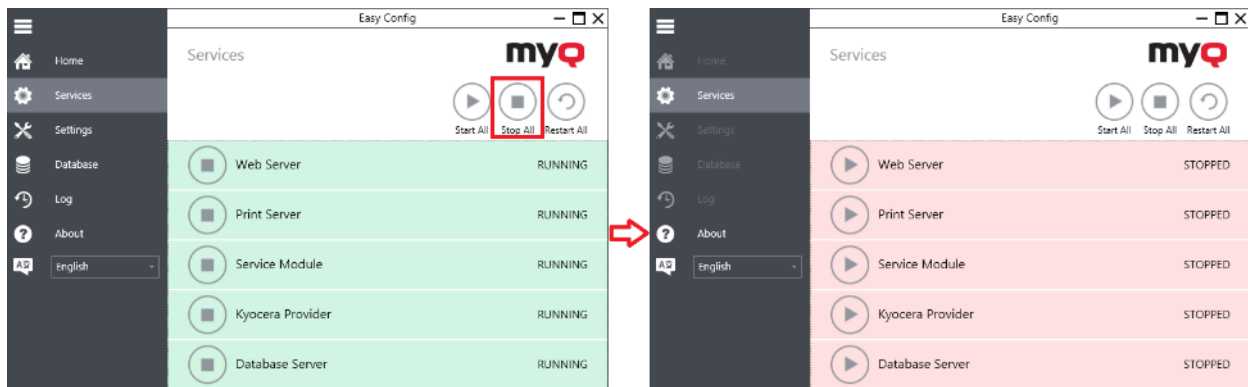 Easy Config
Home
Services
Settings
Database
Log
About
English
Services
myQ
Start All Stop All Restart All
Web Server RUNNING
Print Server RUNNING
Service Module RUNNING
Kyocera Provider RUNNING
Database Server RUNNING
Easy Config
Home
Services
Settings
Database
Log
About
English
Services
myQ
Start All Stop All Restart All
Web Server STOPPED
Print Server STOPPED
Service Module STOPPED
Kyocera Provider STOPPED
Database Server STOPPED